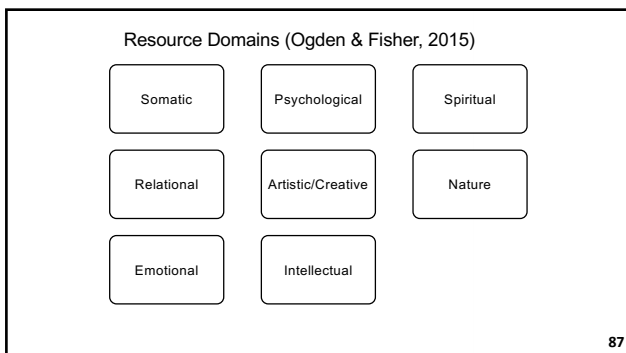 Resource Domains (Ogden & Fisher, 2015)
Somatic
Psychological
Spiritual
Relational
Artistic/Creative
Nature
Emotional
Intellectual
87